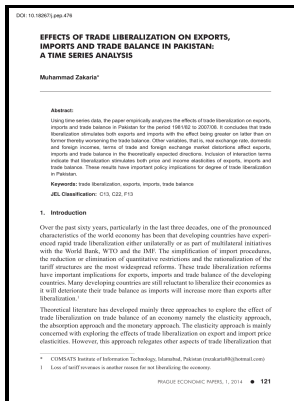 DOI: 10.18267/j.pep.476
EFFECTS OF TRADE LIBERALIZATION ON EXPORTS,
IMPORTS AND TRADE BALANCE IN PAKISTAN:
A TIME SERIES ANALYSIS
Muhammad Zakaria*
Abstract:
Using time series data, the paper empirically analyzes the effects of trade liberalization on exports,
imports and trade balance in Pakistan for the period 1981/82 to 2007/08. It concludes that trade
liberalization stimulates both exports and imports with the effect being greater on latter than on
former thereby worsening the trade balance. Other variables, that is, real exchange rate, domestic
and foreign incomes, terms of trade and foreign exchange market distortions affect exports,
imports and trade balance in the theoretically expected directions. Inclusion of interaction terms
indicate that liberalization stimulates both price and income elasticities of exports, imports and
trade balance. These results have important policy implications for degree of trade liberalization
in Pakistan.
Keywords: trade liberalization, exports, imports, trade balance
JEL Classification: C13, C22, F13
1. Introduction
Over the past sixty years, particularly in the last three decades, one of the pronounced
characteristics of the world economy has been that developing countries have experi-
enced rapid trade liberalization either unilaterally or as part of multilateral initiatives
with the World Bank, WTO and the IMF. The simplification of import procedures,
the reduction or elimination of quantitative restrictions and the rationalization of the
tariff structures are the most widespread reforms. These trade liberalization reforms
have important implications for exports, imports and trade balance of the developing
countries. Many developing countries are still reluctant to liberalize their economies as
it will deteriorate their trade balance as imports will increase more than exports after
liberalization.1
Theoretical literature has developed mainly three approaches to explore the effect of
trade liberalization on trade balance of an economy namely the elasticity approach,
the absorption approach and the monetary approach. The elasticity approach is mainly
concerned with exploring the effects of trade liberalization on export and import price
elasticities. However, this approach relegates other aspects of trade liberalization that
* COMSATS Institute of Information Technology, Islamabad, Pakistan (mzakaria80@hotmail.com)
1 Loss of tariff revenues is another reason for not liberalizing the economy.
PRAGUE ECONOMIC PAPERS, 1, 2014 ● 121